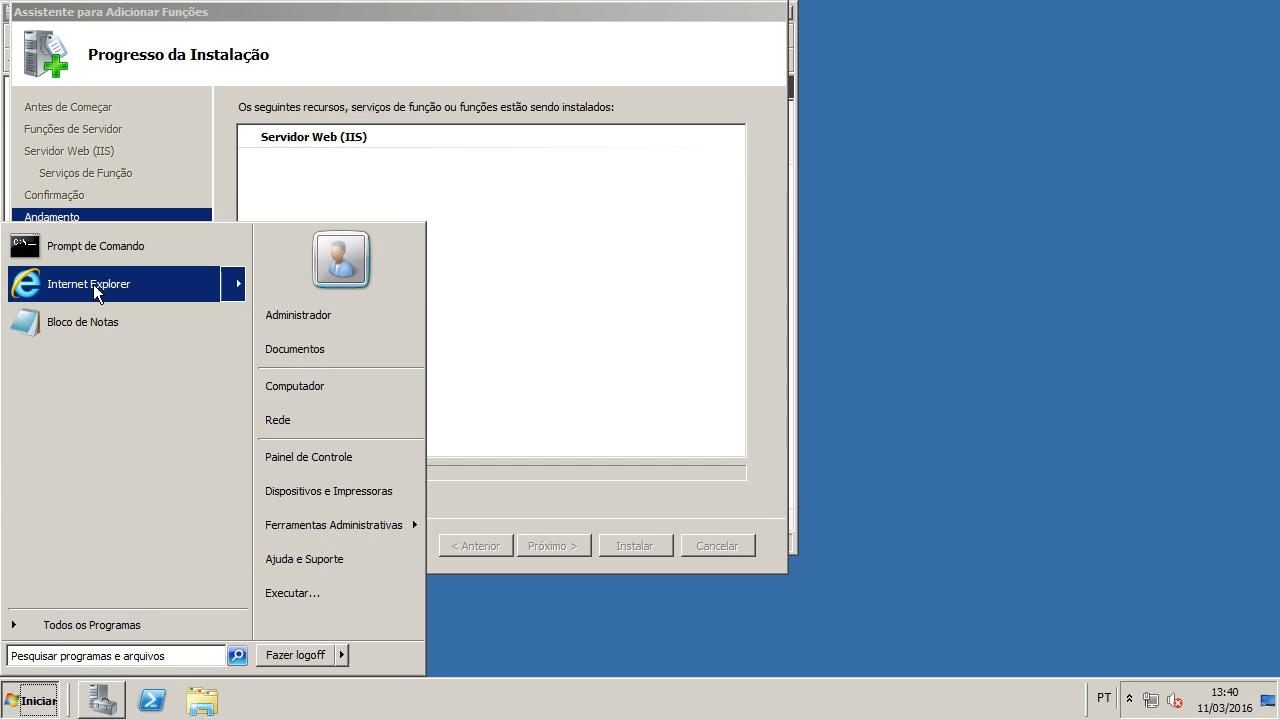 Assistente para Adicionar Funções
Progresso da Instalação
Antes de Começar
Funções de Servidor
Servidor Web (IIS)
Serviços de Função
Confirmação
Andamento
Os seguintes recursos, serviços de função ou funções estão sendo instalados:
Servidor Web (IIS)
< Anterior
Próximo >
Instalar
Cancelar
C:\
Prompt de Comando
Internet Explorer
Bloco de Notas
Todos os Programas
Pesquisar programas e arquivos
Administrador
Documentos
Computador
Rede
Painel de Controle
Dispositivos e Impressoras
Ferramentas Administrativas
Ajuda e Suporte
Executar...
Fazer logoff
Iniciar
PT
13:40
11/03/2016